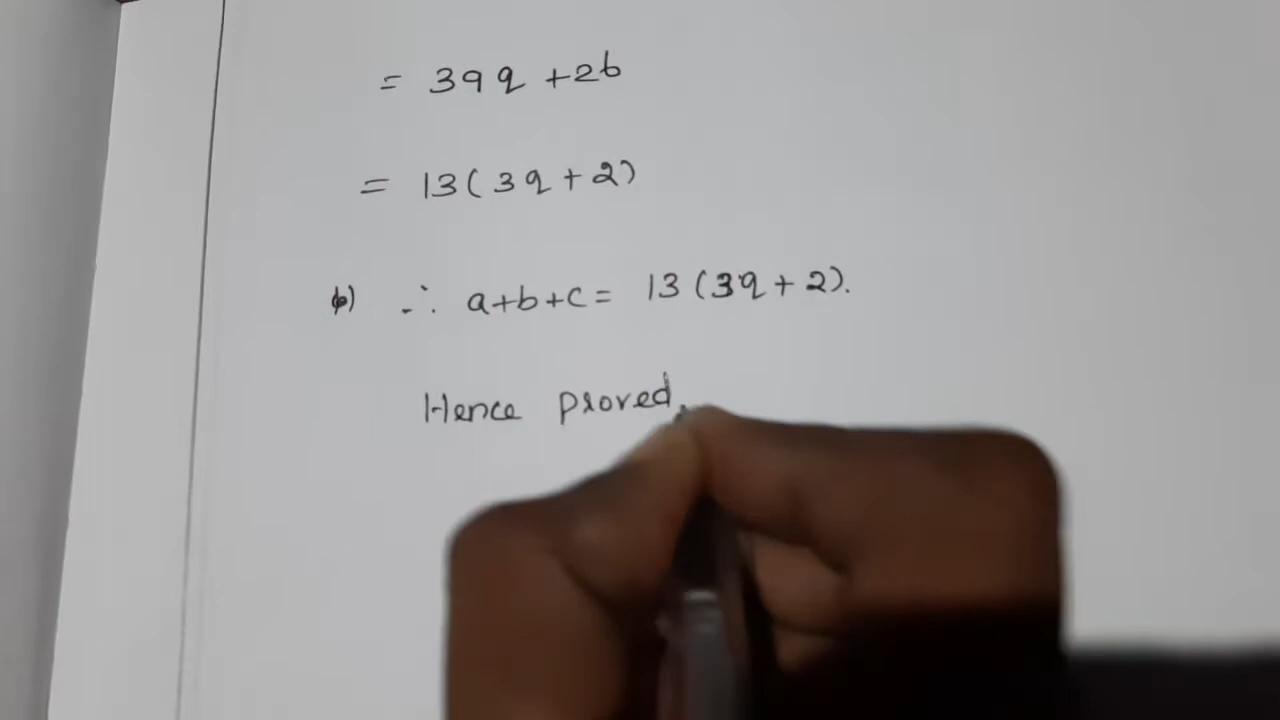 = 39q + 26
= 13(3q + 2)
∴ a+b+c = 13(3q + 2).
Hence proved.